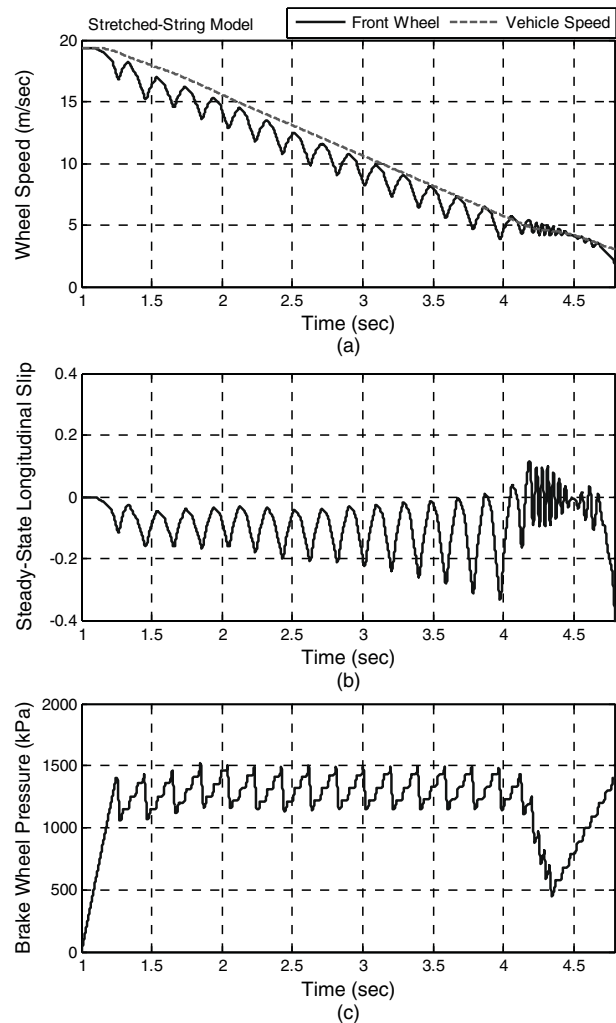 Stretched-String Model
Front Wheel
Vehicle Speed
20
15
10
5
0
Wheel Speed (m/sec)
1 1.5 2 2.5 3 3.5 4 4.5
Time (sec)
(a)
0.4
0.2
0
-0.2
-0.4
Steady-State Longitudinal Slip
1 1.5 2 2.5 3 3.5 4 4.5
Time (sec)
(b)
2000
1500
1000
500
0
Brake Wheel Pressure (kPa)
1 1.5 2 2.5 3 3.5 4 4.5
Time (sec)
(c)